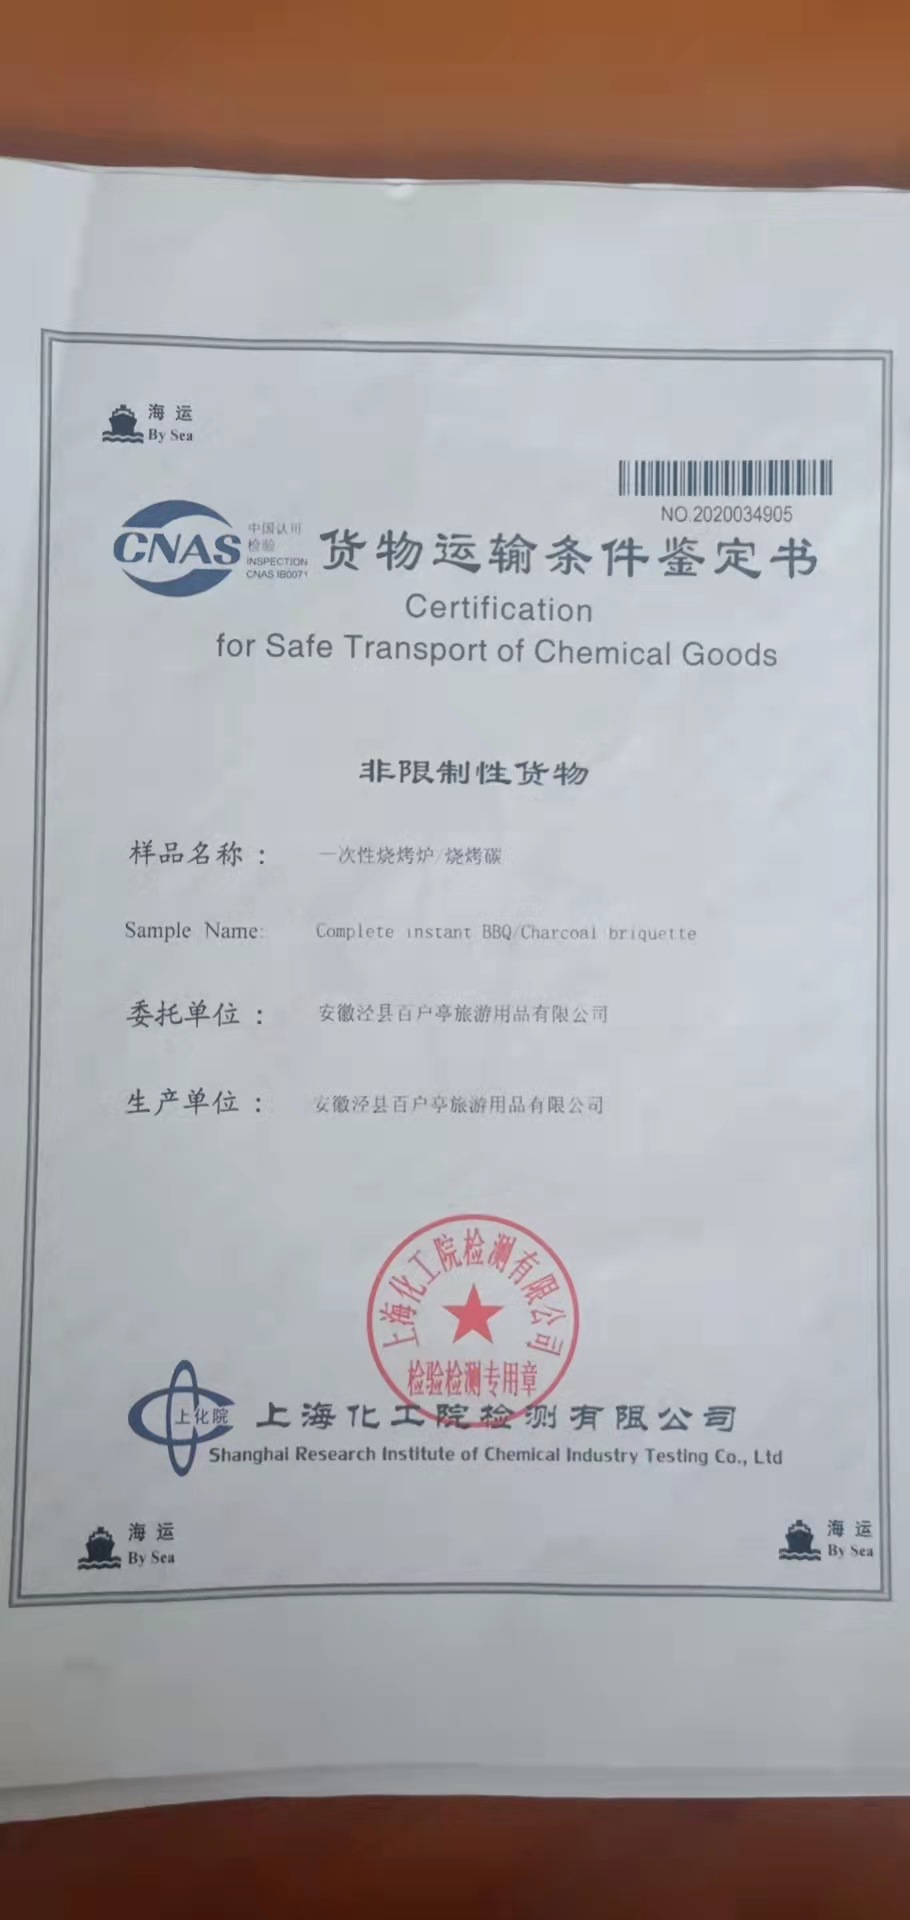 海运
By Sea
NO.2020034905
CNAS
中国认可
检验
INSPECTION
CNAS IB0071
货物运输条件鉴定书
Certification
for Safe Transport of Chemical Goods
非限制性货物
样品名称： 一次性烧烤炉/烧烤碳
Sample Name: Complete instant BBQ/Charcoal briquette
委托单位： 安徽泾县百户亭旅游用品有限公司
生产单位： 安徽泾县百户亭旅游用品有限公司
上海化工院检测有限公司
检验检测专用章
上化院
上海化工院检测有限公司
Shanghai Research Institute of Chemical Industry Testing Co., Ltd
海运
By Sea
海运
By Sea